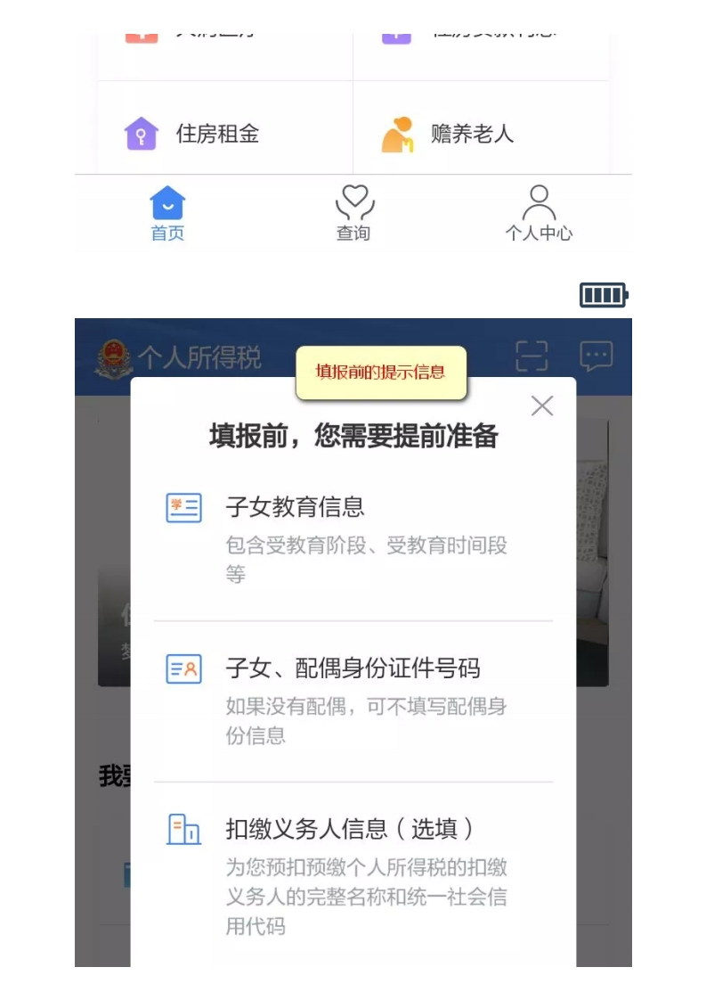 住房租金
赡养老人
首页
查询
个人中心
个人所得税
填报前的提示信息
填报前，您需要提前准备
子女教育信息
包含受教育阶段、受教育时间段
等
子女、配偶身份证件号码
如果没有配偶，可不填写配偶身
份信息
我
扣缴义务人信息（选填）
为您预扣预缴个人所得税的扣缴
义务人的完整名称和统一社会信
用代码